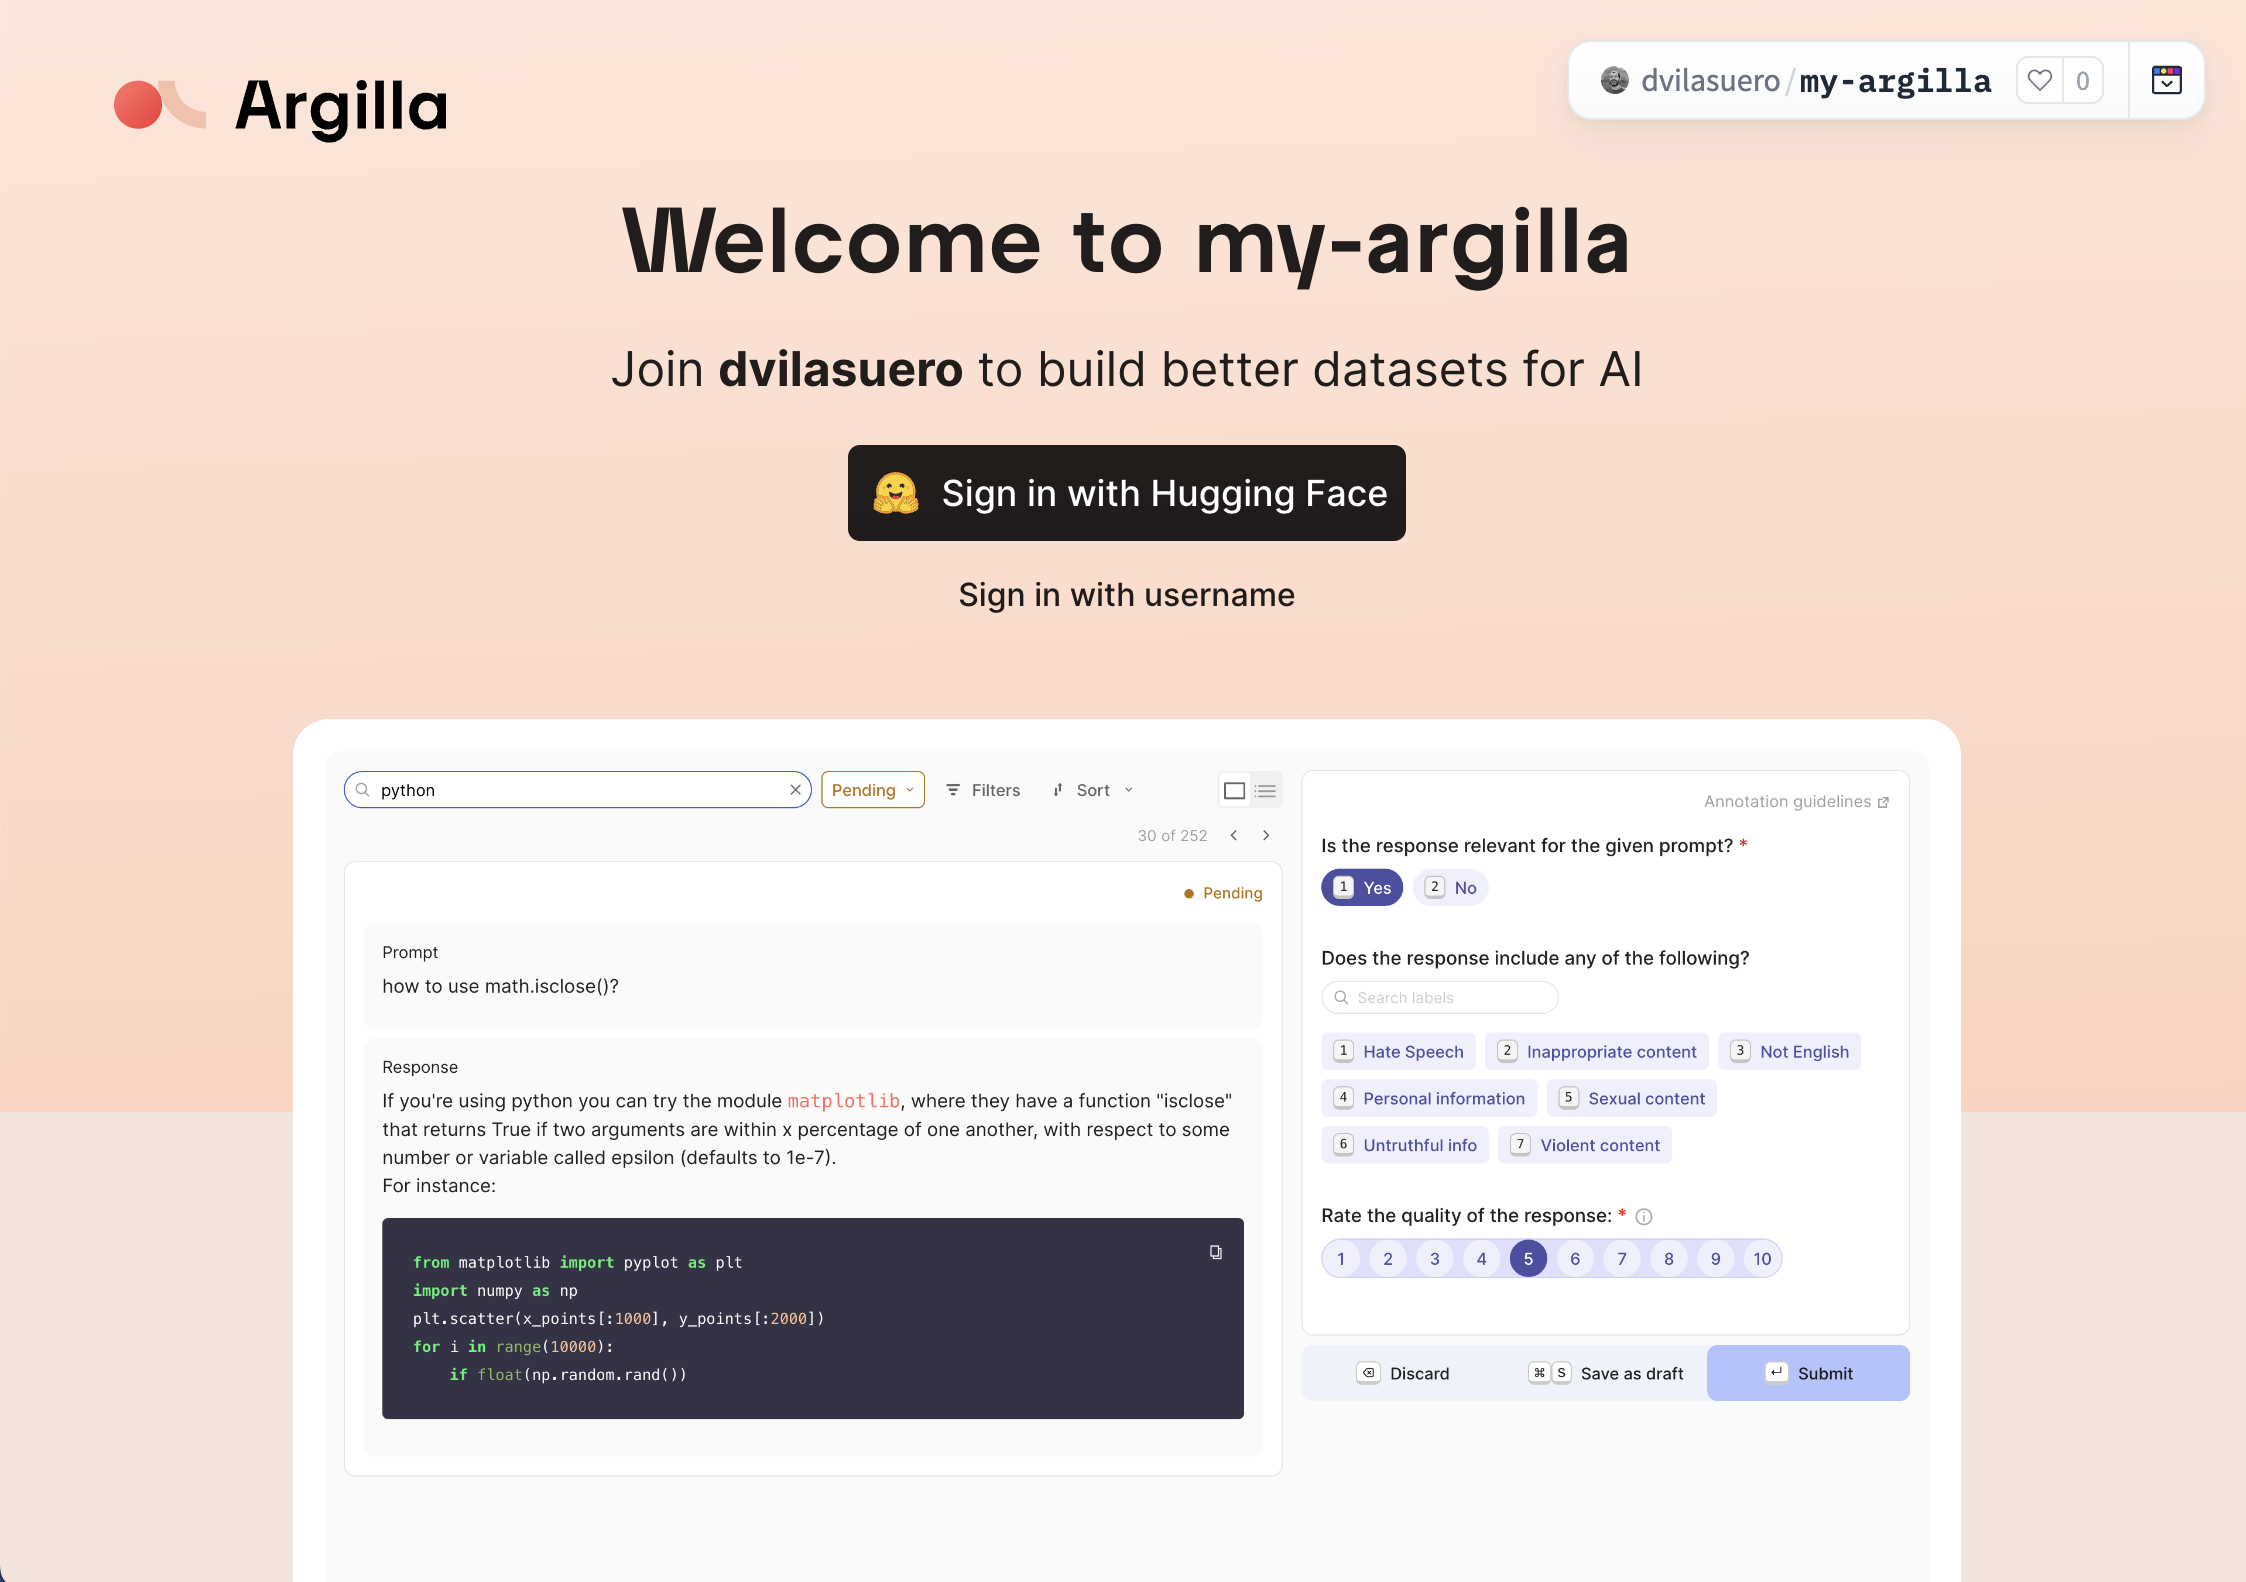 Argilla
dvilasuero/my-argilla 0
Welcome to my-argilla
Join dvilasuero to build better datasets for AI
Sign in with Hugging Face
Sign in with username
python Pending Filters Sort
30 of 252
Pending
Prompt
how to use math.isclose()?
Response
If you're using python you can try the module matplotlib, where they have a function "isclose"
that returns True if two arguments are within x percentage of one another, with respect to some
number or variable called epsilon (defaults to 1e-7).
For instance:
from matplotlib import pyplot as plt
import numpy as np
plt.scatter(x_points[:1000], y_points[:2000])
for i in range(10000):
    if float(np.random.rand())
Annotation guidelines
Is the response relevant for the given prompt? *
1 Yes 2 No
Does the response include any of the following?
Search labels
1 Hate Speech 2 Inappropriate content 3 Not English
4 Personal information 5 Sexual content
6 Untruthful info 7 Violent content
Rate the quality of the response: *
1 2 3 4 5 6 7 8 9 10
Discard ⌘ S Save as draft Submit